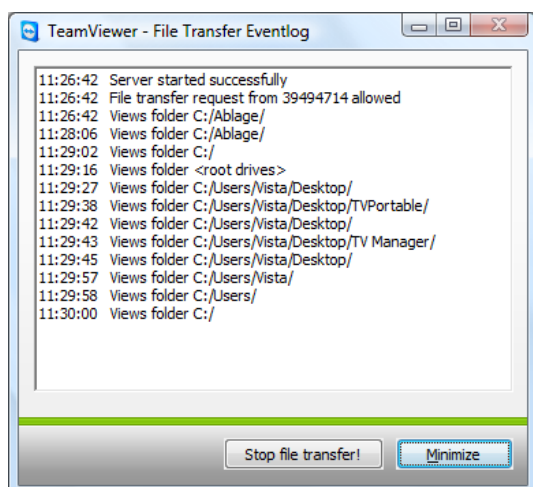 TeamViewer - File Transfer Eventlog
11:26:42 Server started successfully
11:26:42 File transfer request from 39494714 allowed
11:26:42 Views folder C:/Ablage/
11:28:06 Views folder C:/Ablage/
11:29:02 Views folder C:/
11:29:16 Views folder <root drives>
11:29:27 Views folder C:/Users/Vista/Desktop/
11:29:38 Views folder C:/Users/Vista/Desktop/TVPortable/
11:29:42 Views folder C:/Users/Vista/Desktop/
11:29:43 Views folder C:/Users/Vista/Desktop/TV Manager/
11:29:45 Views folder C:/Users/Vista/Desktop/
11:29:57 Views folder C:/Users/Vista/
11:29:58 Views folder C:/Users/
11:30:00 Views folder C:/
Stop file transfer! Minimize